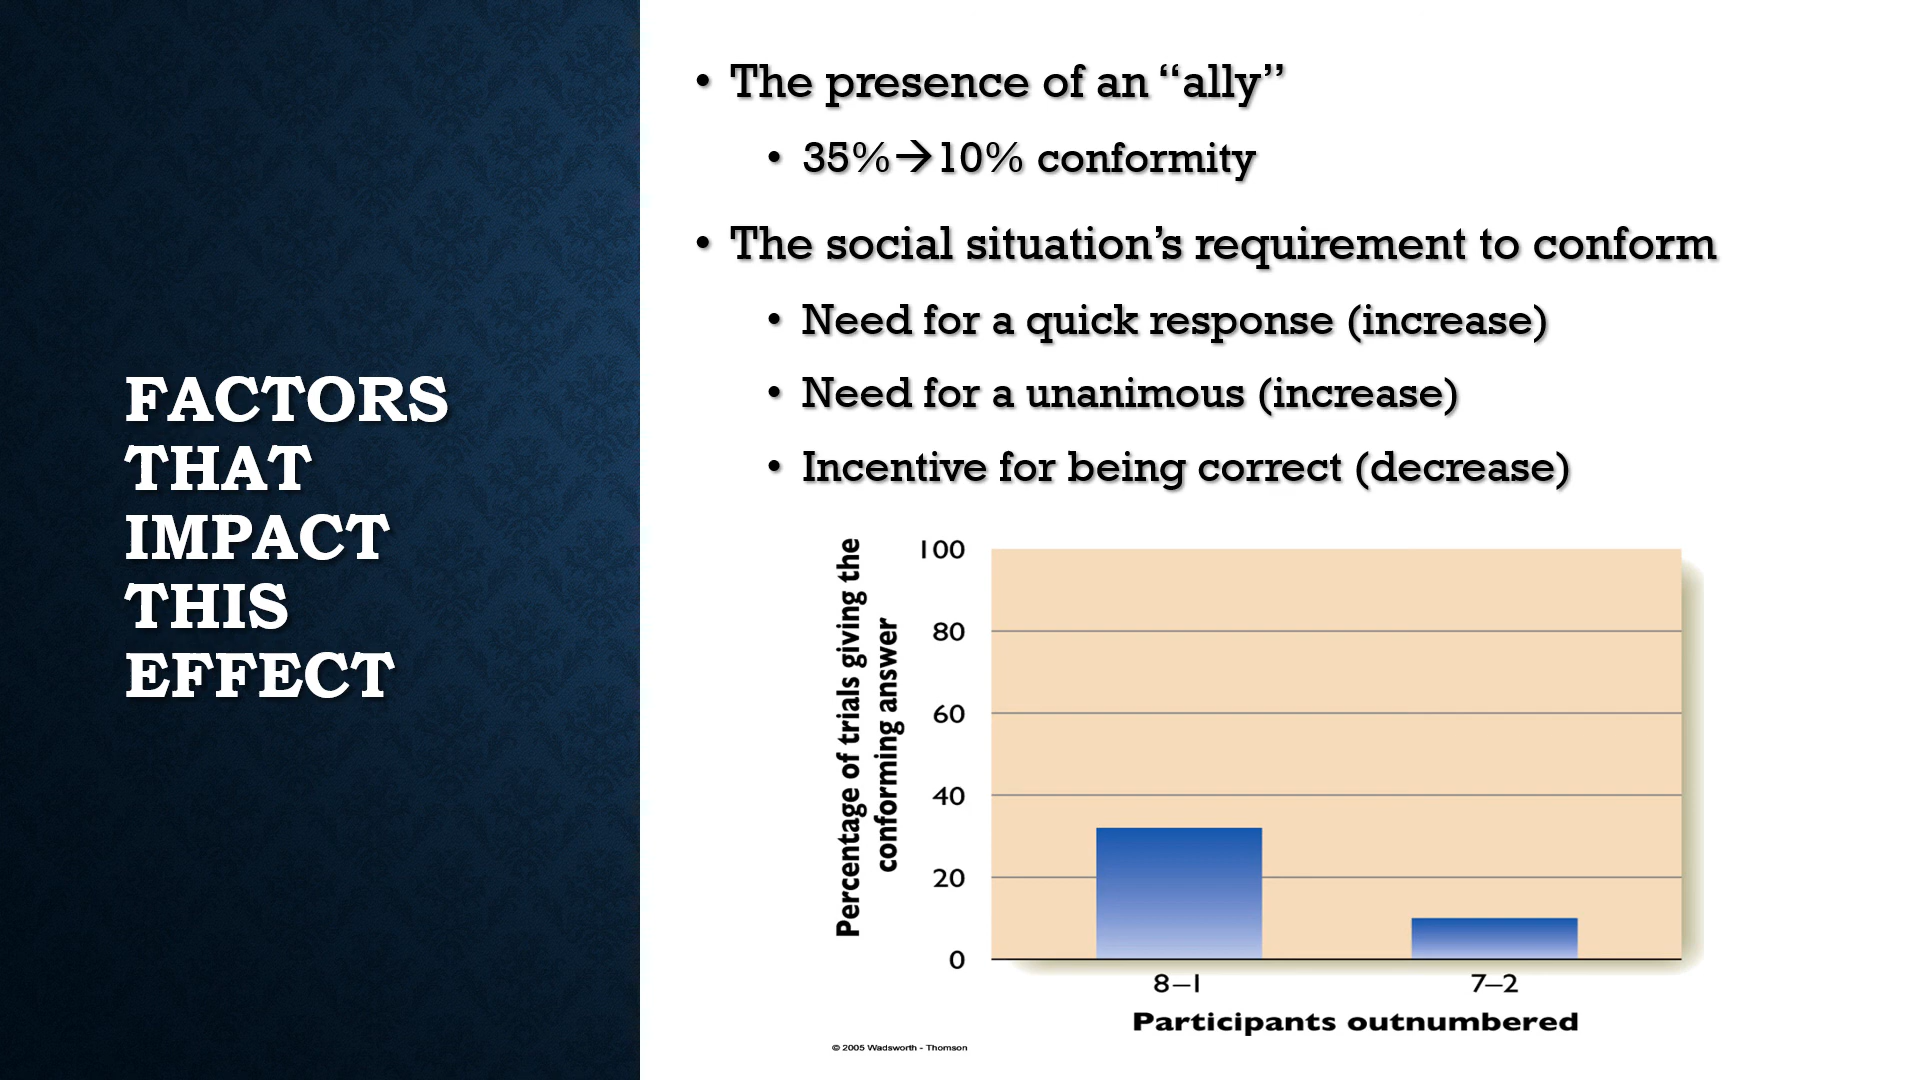 FACTORS
THAT
IMPACT
THIS
EFFECT
• The presence of an “ally”
• 35%→10% conformity
• The social situation’s requirement to conform
• Need for a quick response (increase)
• Need for a unanimous (increase)
• Incentive for being correct (decrease)
Percentage of trials giving the
conforming answer
100
80
60
40
20
0
8–1 7–2
Participants outnumbered
© 2005 Wadsworth - Thomson